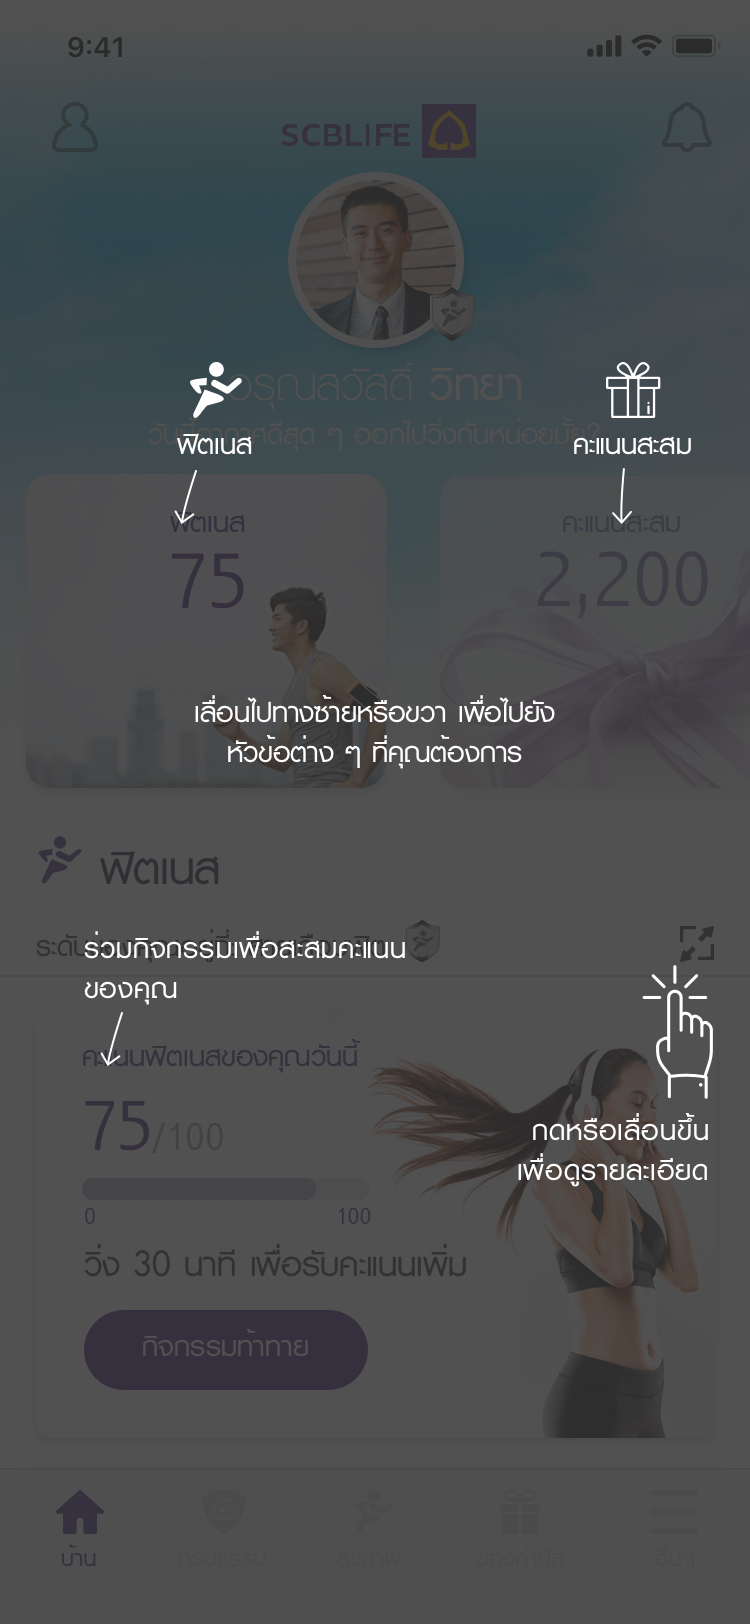 9:41
SCBLIFE
อรุณสวัสดิ์ วิทยา
วันนี้อากาศดีสุด ๆ ออกไปวิ่งกันหน่อยมั้ย?
ฟิตเนส
คะแนนสะสม
ฟิตเนส
75
คะแนนสะสม
2,200
เลื่อนไปทางซ้ายหรือขวา เพื่อไปยัง
หัวข้อต่าง ๆ ที่คุณต้องการ
ฟิตเนส
ร่วมกิจกรรมเพื่อสะสมคะแนน
ของคุณ
คะแนนฟิตเนสของคุณวันนี้
75/100
0 100
กดหรือเลื่อนขึ้น
เพื่อดูรายละเอียด
วิ่ง 30 นาที เพื่อรับคะแนนเพิ่ม
กิจกรรมท้าทาย
บ้าน กรมธรรม์ สุขภาพ ของกำนัล อื่นๆ